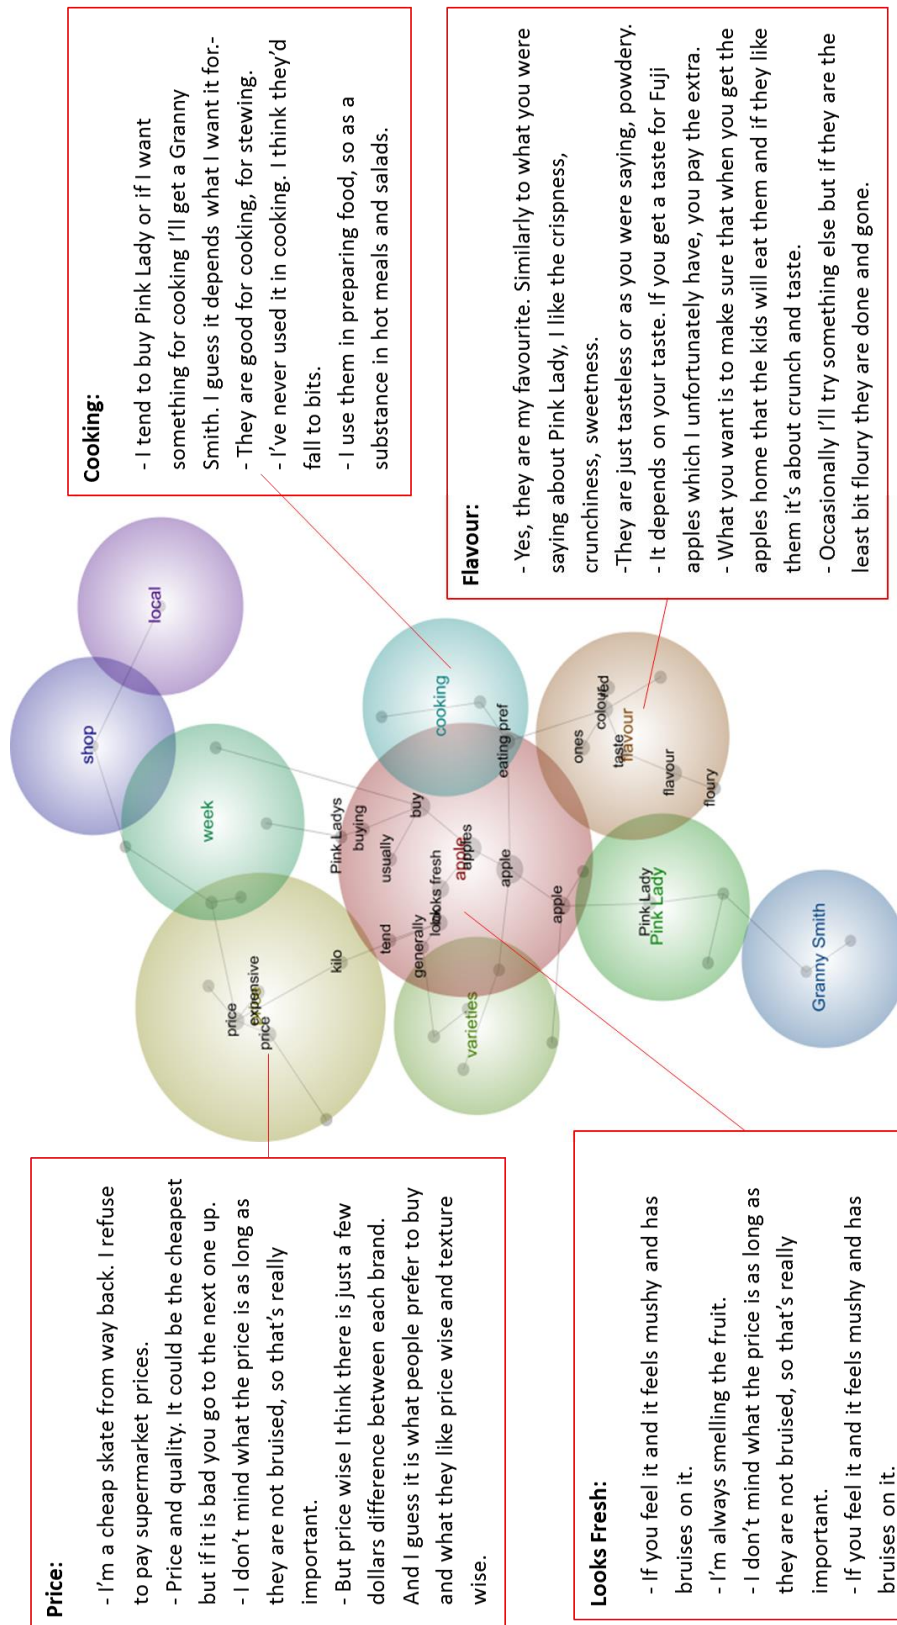 Price:
- I’m a cheap skate from way back. I refuse
to pay supermarket prices.
- Price and quality. It could be the cheapest
but if it is bad you go to the next one up.
- I don’t mind what the price is as long as
they are not bruised, so that’s really
important.
- But price wise I think there is just a few
dollars difference between each brand.
And I guess it is what people prefer to buy
and what they like price wise and texture
wise.
Looks Fresh:
- If you feel it and it feels mushy and has
bruises on it.
- I’m always smelling the fruit.
- I don’t mind what the price is as long as
they are not bruised, so that’s really
important.
- If you feel it and it feels mushy and has
bruises on it.
shop
local
week
price
expensive
price
kilo
Pink Ladys
buying
usually
buy
tend
generally
looks fresh
apple
apples
apple
apple
varieties
cooking
eating pref
ones
coloured
taste
flavour
flavour
floury
Pink Lady
Pink Lady
Granny Smith
Cooking:
- I tend to buy Pink Lady or if I want
something for cooking I’ll get a Granny
Smith. I guess it depends what I want it for.-
- They are good for cooking, for stewing.
- I’ve never used it in cooking. I think they’d
fall to bits.
- I use them in preparing food, so as a
substance in hot meals and salads.
Flavour:
- Yes, they are my favourite. Similarly to what you were
saying about Pink Lady, I like the crispness,
crunchiness, sweetness.
-They are just tasteless or as you were saying, powdery.
- It depends on your taste. If you get a taste for Fuji
apples which I unfortunately have, you pay the extra.
- What you want is to make sure that when you get the
apples home that the kids will eat them and if they like
them it’s about crunch and taste.
- Occasionally I’ll try something else but if they are the
least bit floury they are done and gone.